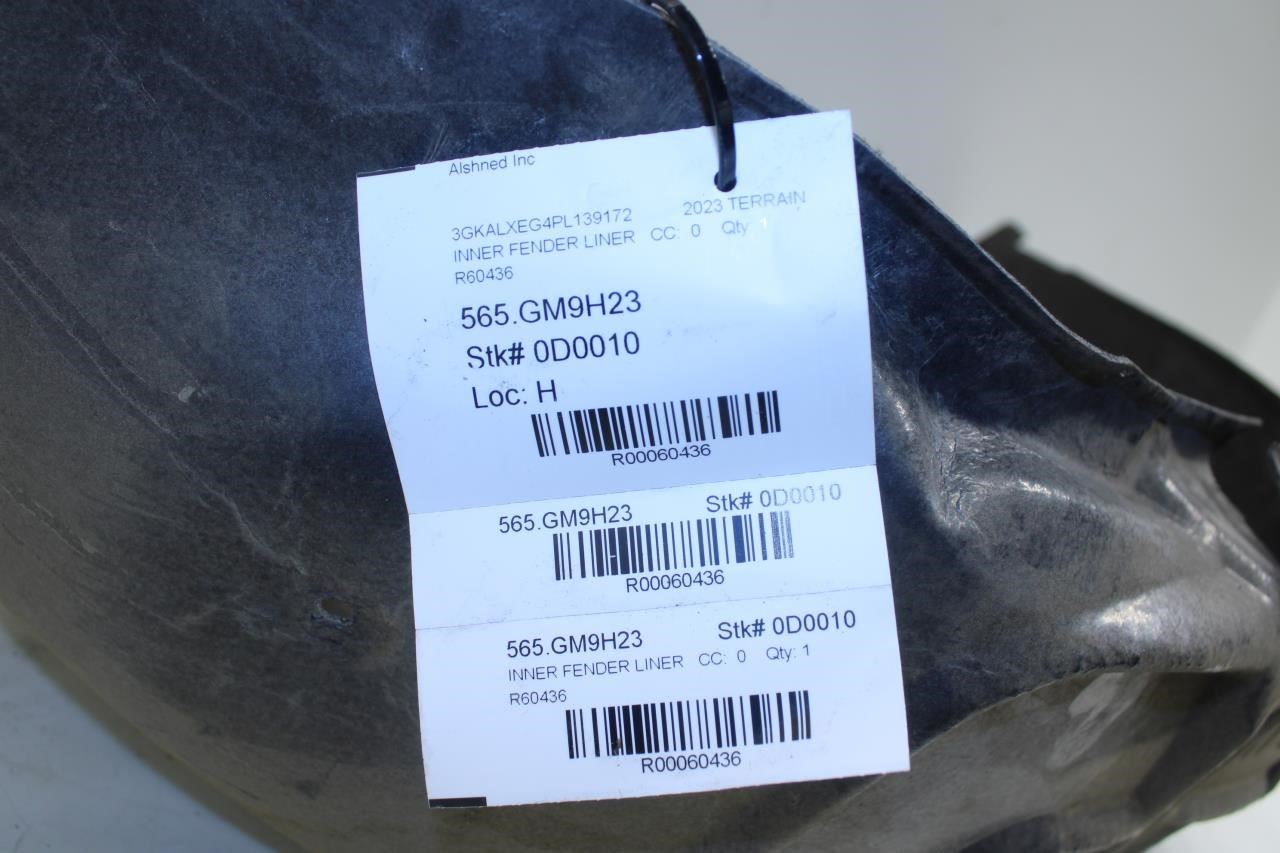 Alshned Inc
3GKALXEG4PL139172 2023 TERRAIN
INNER FENDER LINER CC: 0 Qty: 1
R60436
565.GM9H23
Stk# 0D0010
Loc: H
R00060436
565.GM9H23 Stk# 0D0010
R00060436
565.GM9H23 Stk# 0D0010
INNER FENDER LINER CC: 0 Qty: 1
R60436
R00060436